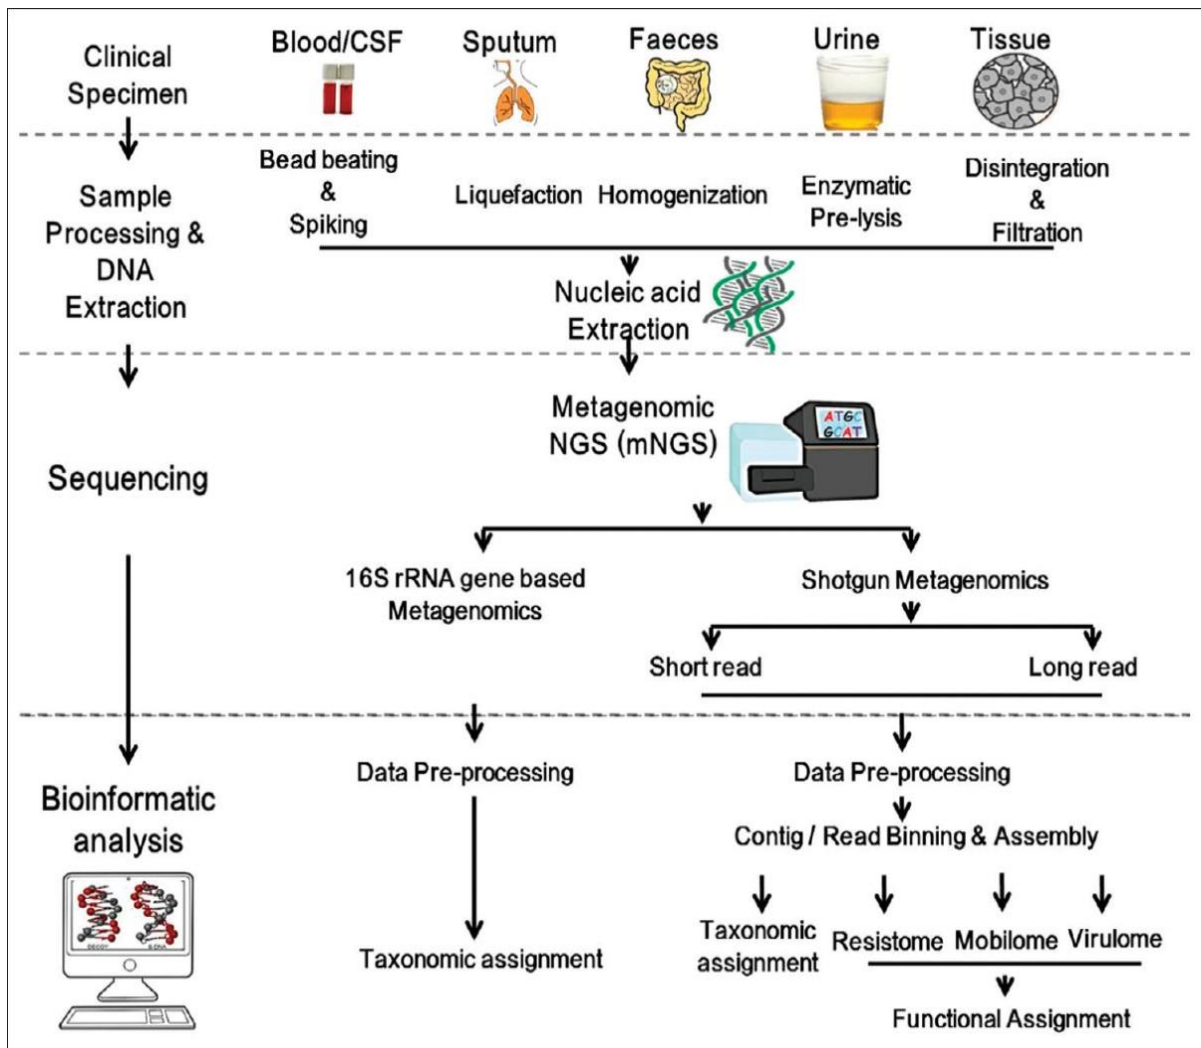 Clinical
Specimen
Blood/CSF
Sputum
Faeces
Urine
Tissue
Sample
Processing &
DNA
Extraction
Bead beating
&
Spiking
Liquefaction
Homogenization
Enzymatic
Pre-lysis
Disintegration
&
Filtration
Nucleic acid
Extraction
Sequencing
Metagenomic
NGS (mNGS)
ATGC
GCAT
16S rRNA gene based
Metagenomics
Shotgun Metagenomics
Short read
Long read
Bioinformatic
analysis
Data Pre-processing
Taxonomic assignment
Data Pre-processing
Contig / Read Binning & Assembly
Taxonomic
assignment
Resistome
Mobilome
Virulome
Functional Assignment